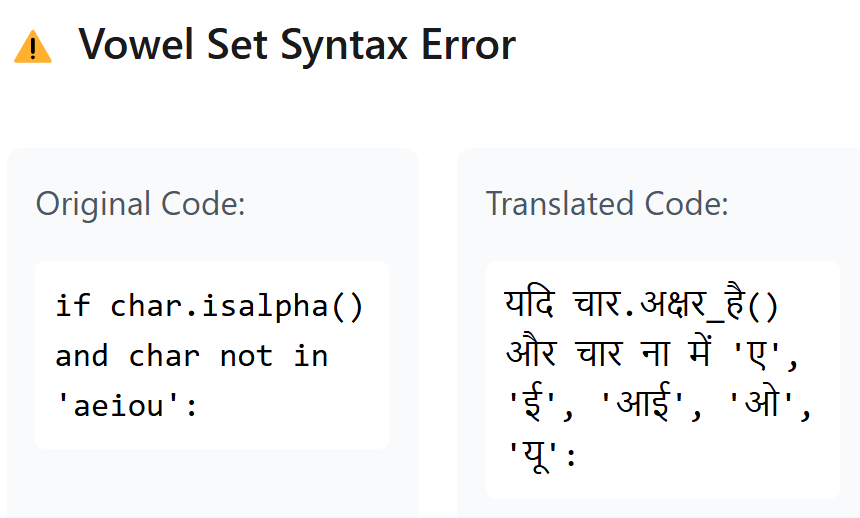 ⚠️ Vowel Set Syntax Error
Original Code:
if char.isalpha()
and char not in
'aeiou':
Translated Code:
यदि चार.अक्षर_है()
और चार ना में 'ए',
'ई', 'आई', 'ओ',
'यू':